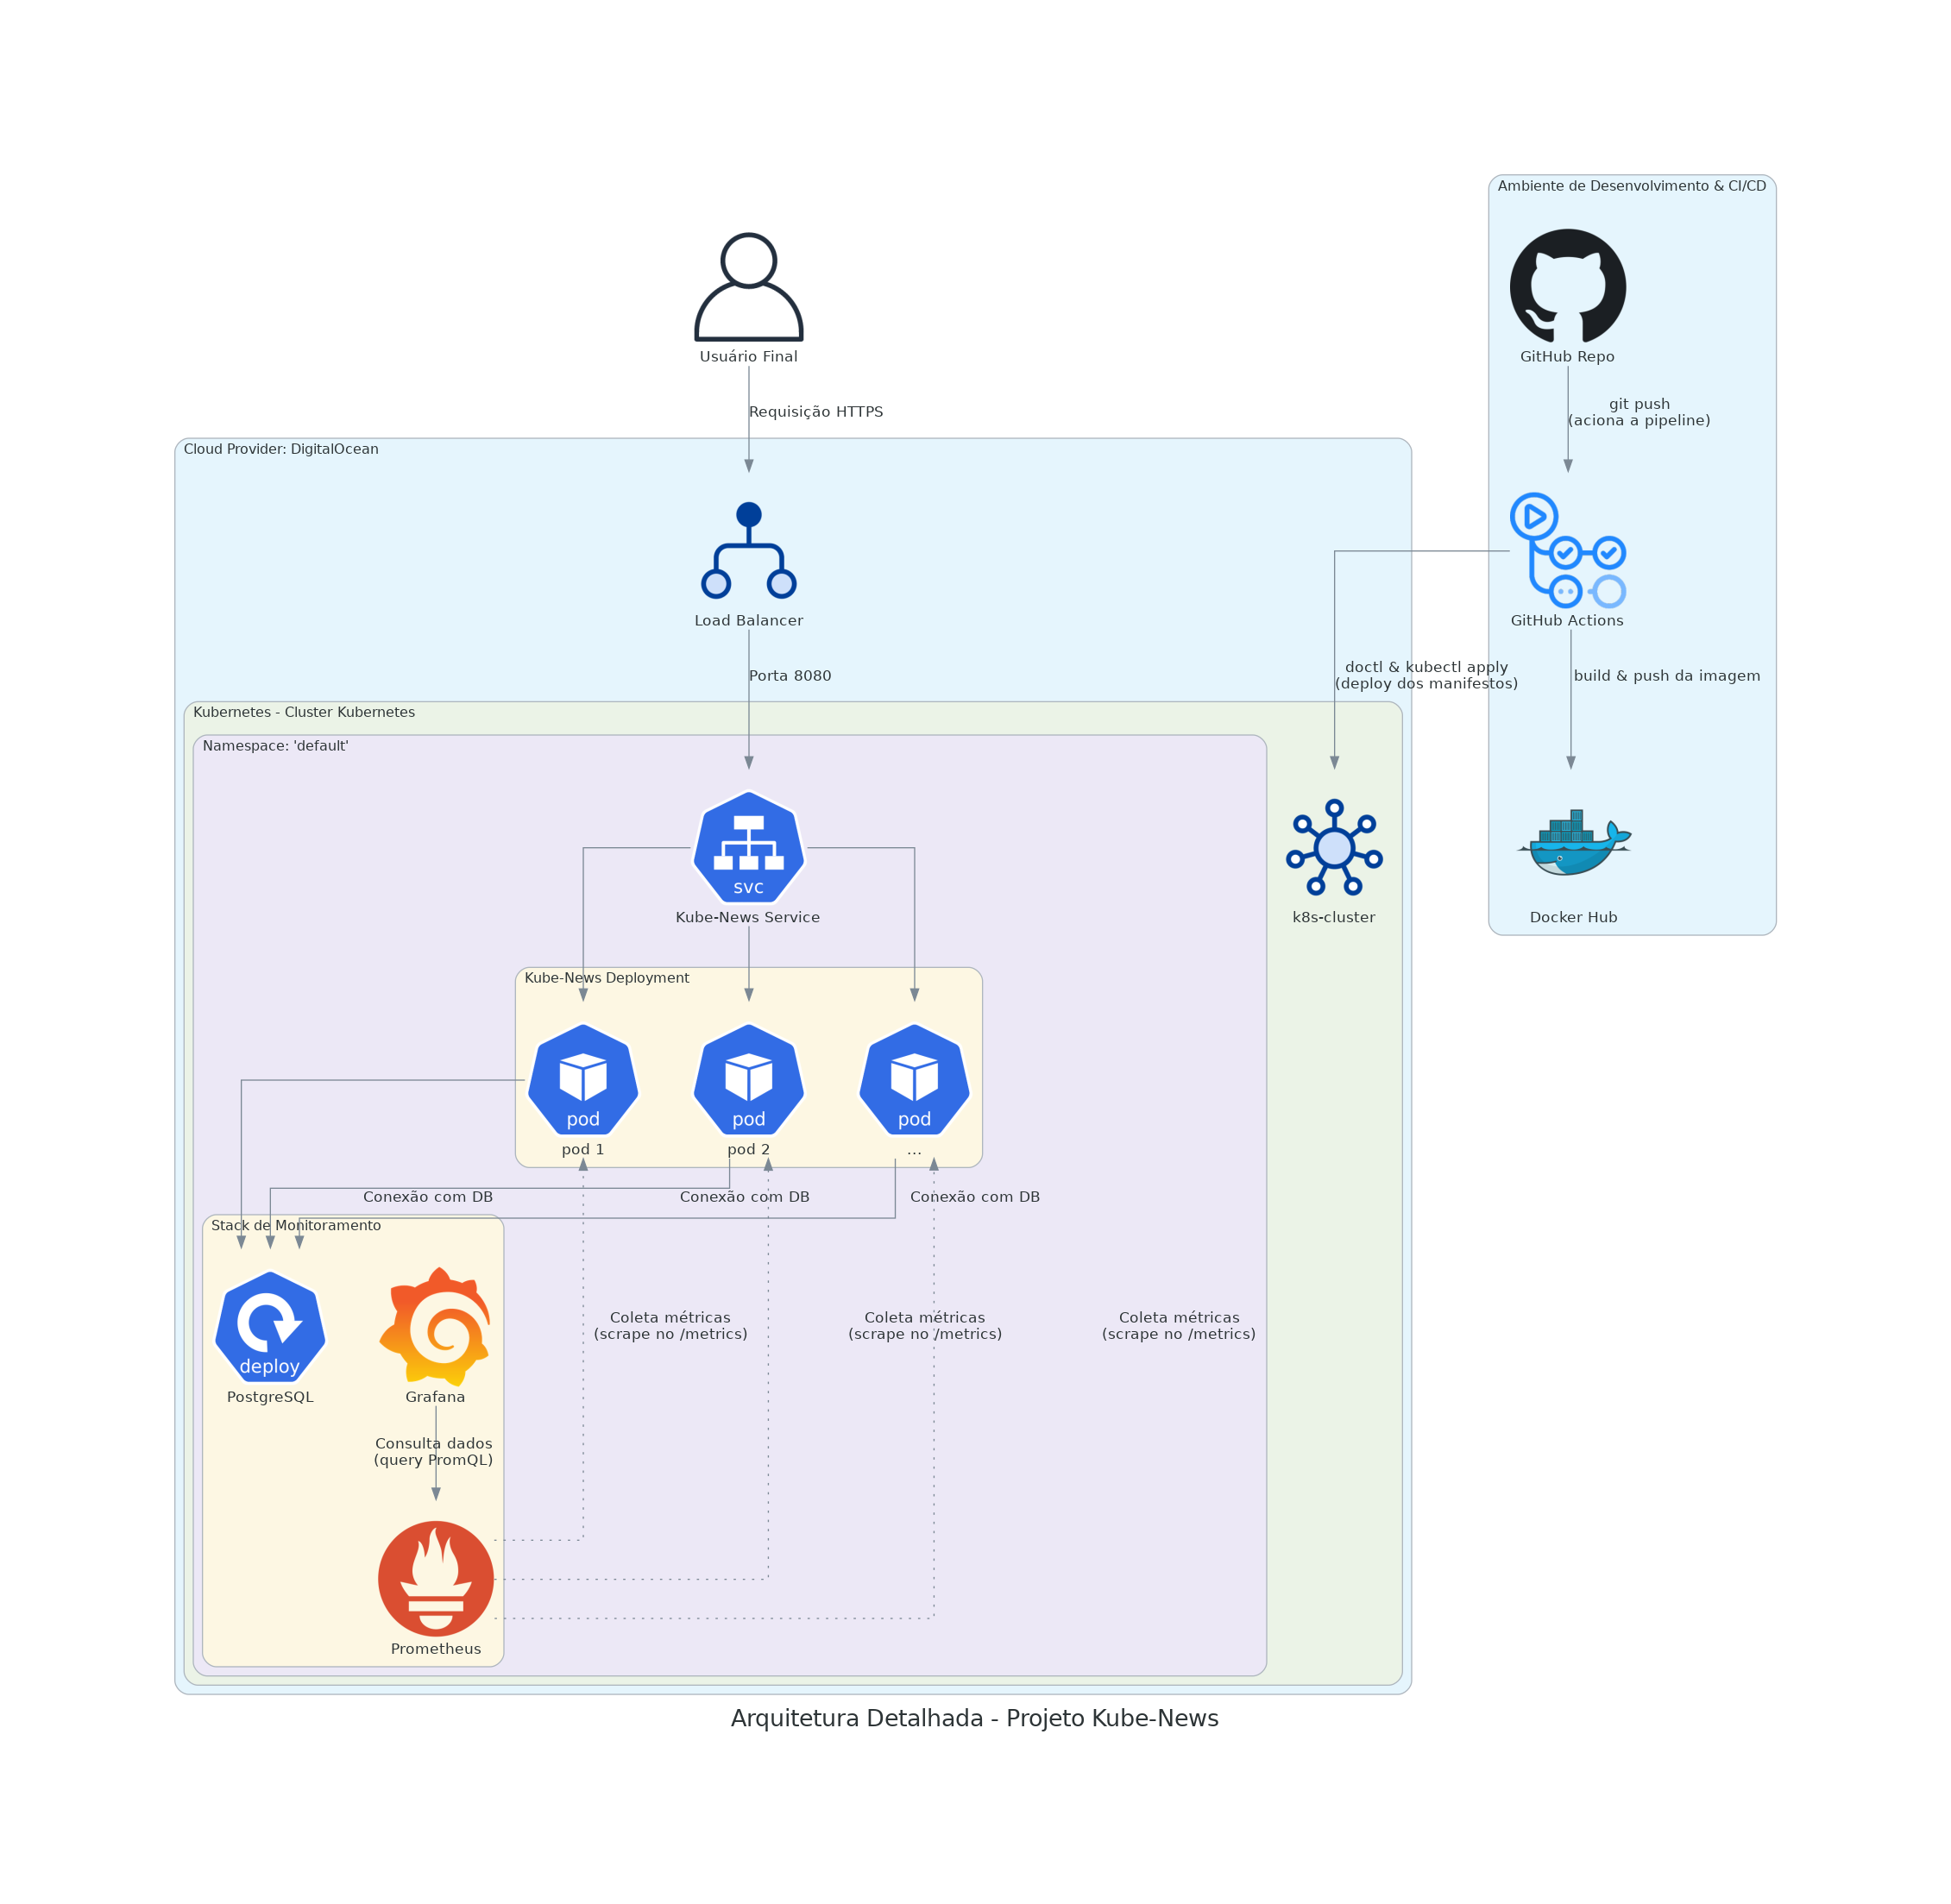 Ambiente de Desenvolvimento & CI/CD
Usuário Final
GitHub Repo
Requisição HTTPS
git push
(aciona a pipeline)
Cloud Provider: DigitalOcean
Load Balancer
GitHub Actions
Porta 8080
doctl & kubectl apply
(deploy dos manifestos)
build & push da imagem
Kubernetes - Cluster Kubernetes
Namespace: 'default'
svc
Kube-News Service
k8s-cluster
Docker Hub
Kube-News Deployment
pod
pod
pod
pod 1
pod 2
...
Conexão com DB
Conexão com DB
Conexão com DB
Stack de Monitoramento
deploy
PostgreSQL
Grafana
Coleta métricas
(scrape no /metrics)
Coleta métricas
(scrape no /metrics)
Coleta métricas
(scrape no /metrics)
Consulta dados
(query PromQL)
Prometheus
Arquitetura Detalhada - Projeto Kube-News